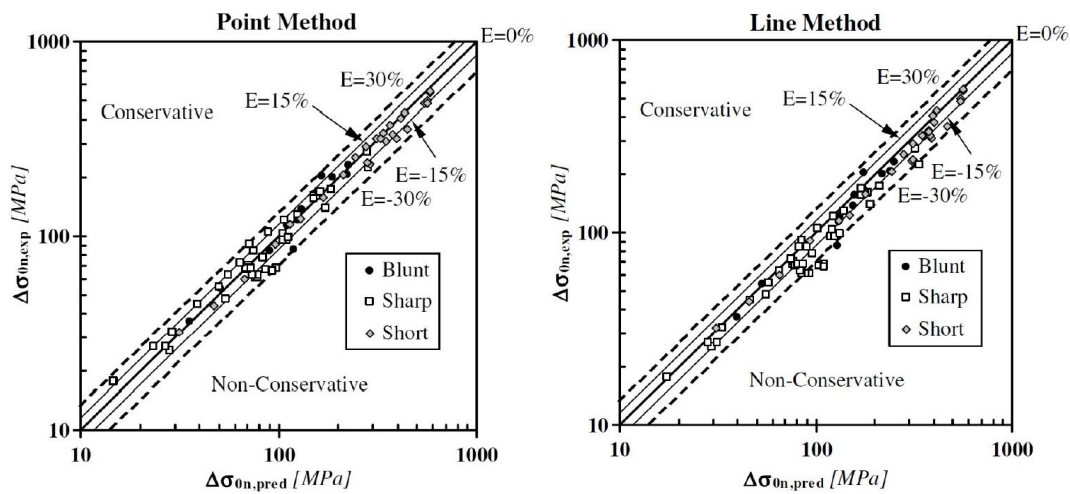 Point Method
1000
100
10
Δσ0n,exp [MPa]
E=0%
E=30%
E=15%
Conservative
E=-15%
E=-30%
Blunt
Sharp
Short
Non-Conservative
10
100
1000
Δσ0n,pred [MPa]
Line Method
1000
100
10
Δσ0n,exp [MPa]
E=0%
E=30%
E=15%
Conservative
E=-15%
E=-30%
Blunt
Sharp
Short
Non-Conservative
10
100
1000
Δσ0n,pred [MPa]